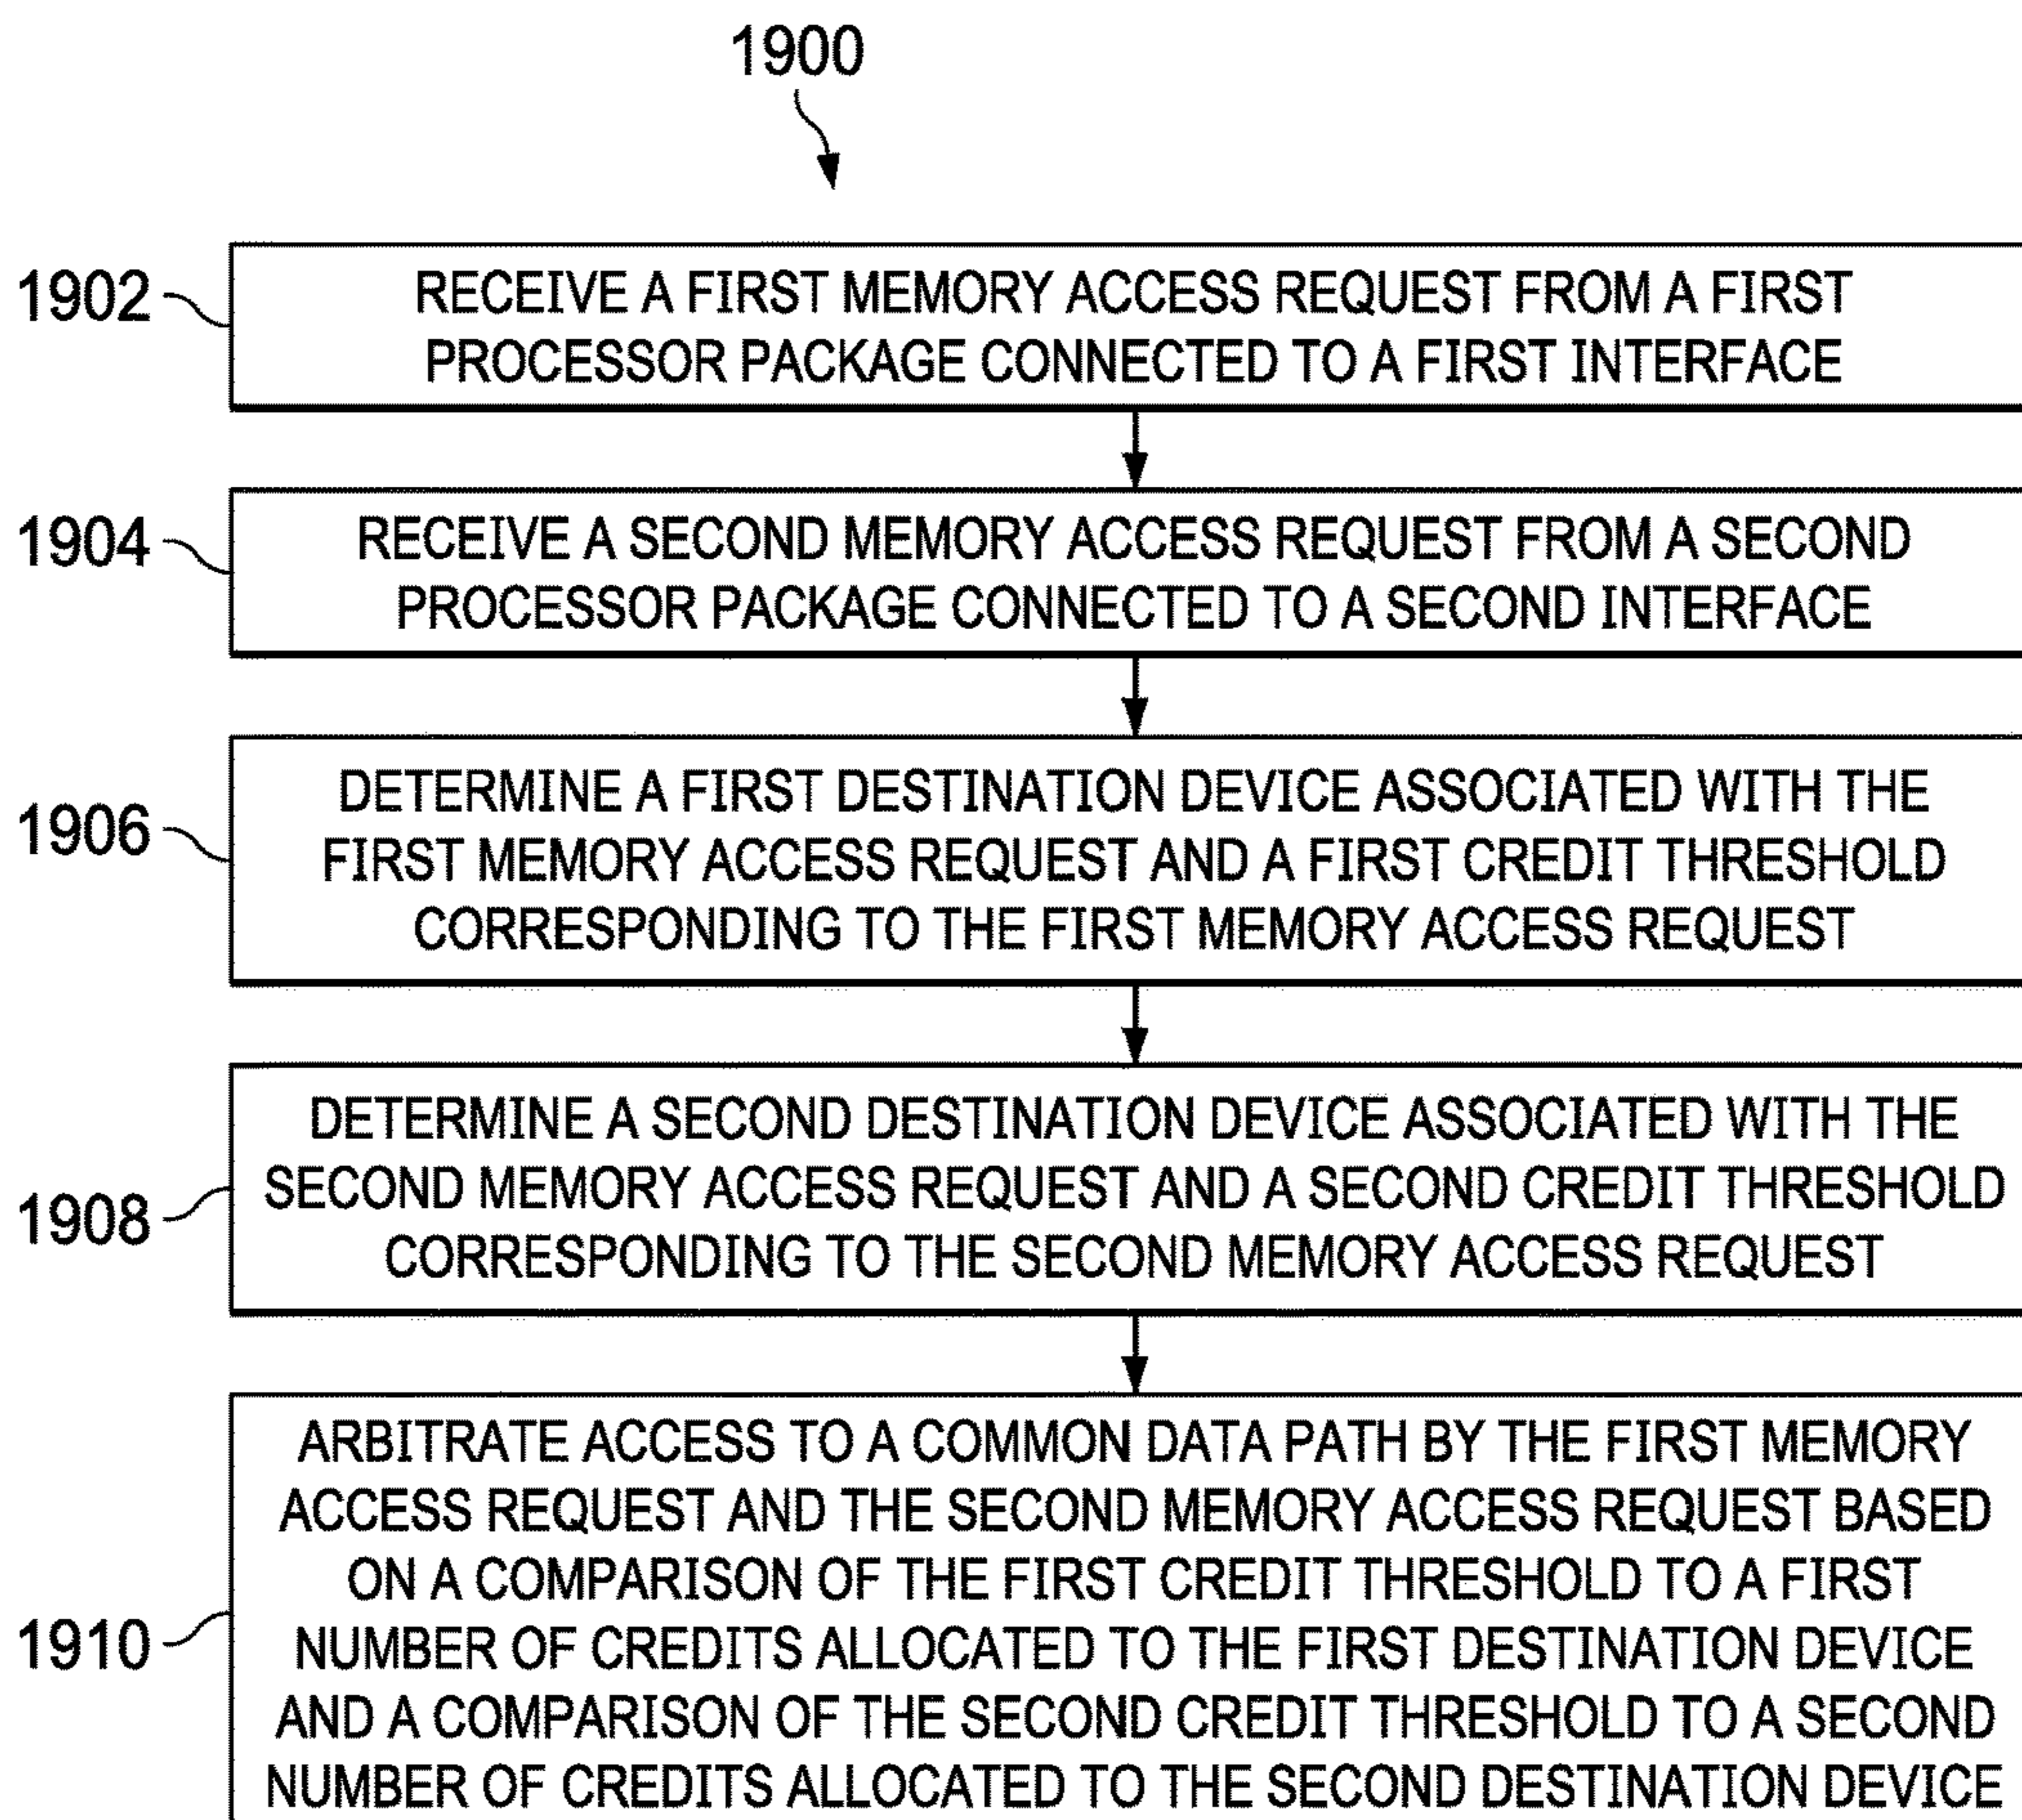 1900
1902
RECEIVE A FIRST MEMORY ACCESS REQUEST FROM A FIRST
PROCESSOR PACKAGE CONNECTED TO A FIRST INTERFACE
1904
RECEIVE A SECOND MEMORY ACCESS REQUEST FROM A SECOND
PROCESSOR PACKAGE CONNECTED TO A SECOND INTERFACE
1906
DETERMINE A FIRST DESTINATION DEVICE ASSOCIATED WITH THE
FIRST MEMORY ACCESS REQUEST AND A FIRST CREDIT THRESHOLD
CORRESPONDING TO THE FIRST MEMORY ACCESS REQUEST
1908
DETERMINE A SECOND DESTINATION DEVICE ASSOCIATED WITH THE
SECOND MEMORY ACCESS REQUEST AND A SECOND CREDIT THRESHOLD
CORRESPONDING TO THE SECOND MEMORY ACCESS REQUEST
1910
ARBITRATE ACCESS TO A COMMON DATA PATH BY THE FIRST MEMORY
ACCESS REQUEST AND THE SECOND MEMORY ACCESS REQUEST BASED
ON A COMPARISON OF THE FIRST CREDIT THRESHOLD TO A FIRST
NUMBER OF CREDITS ALLOCATED TO THE FIRST DESTINATION DEVICE
AND A COMPARISON OF THE SECOND CREDIT THRESHOLD TO A SECOND
NUMBER OF CREDITS ALLOCATED TO THE SECOND DESTINATION DEVICE